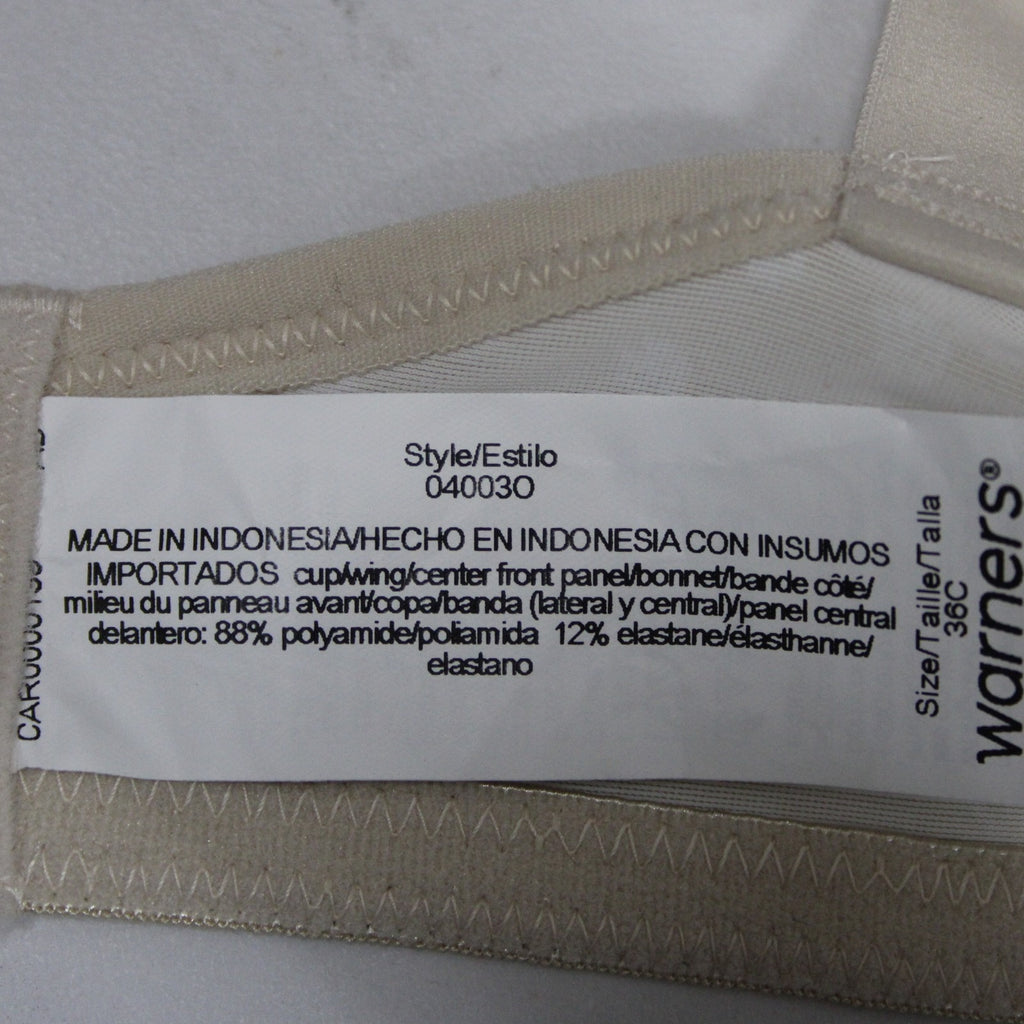 Style/Estilo
04003O
MADE IN INDONESIA/HECHO EN INDONESIA CON INSUMOS
IMPORTADOS cup/wing/center front panel/bonnet/bande côté/
milieu du panneau avant/copa/banda (lateral y central)/panel central
delantero: 88% polyamide/poliamida 12% elastane/élasthanne/
elastano
Size/Taille/Talla
36C
warners®